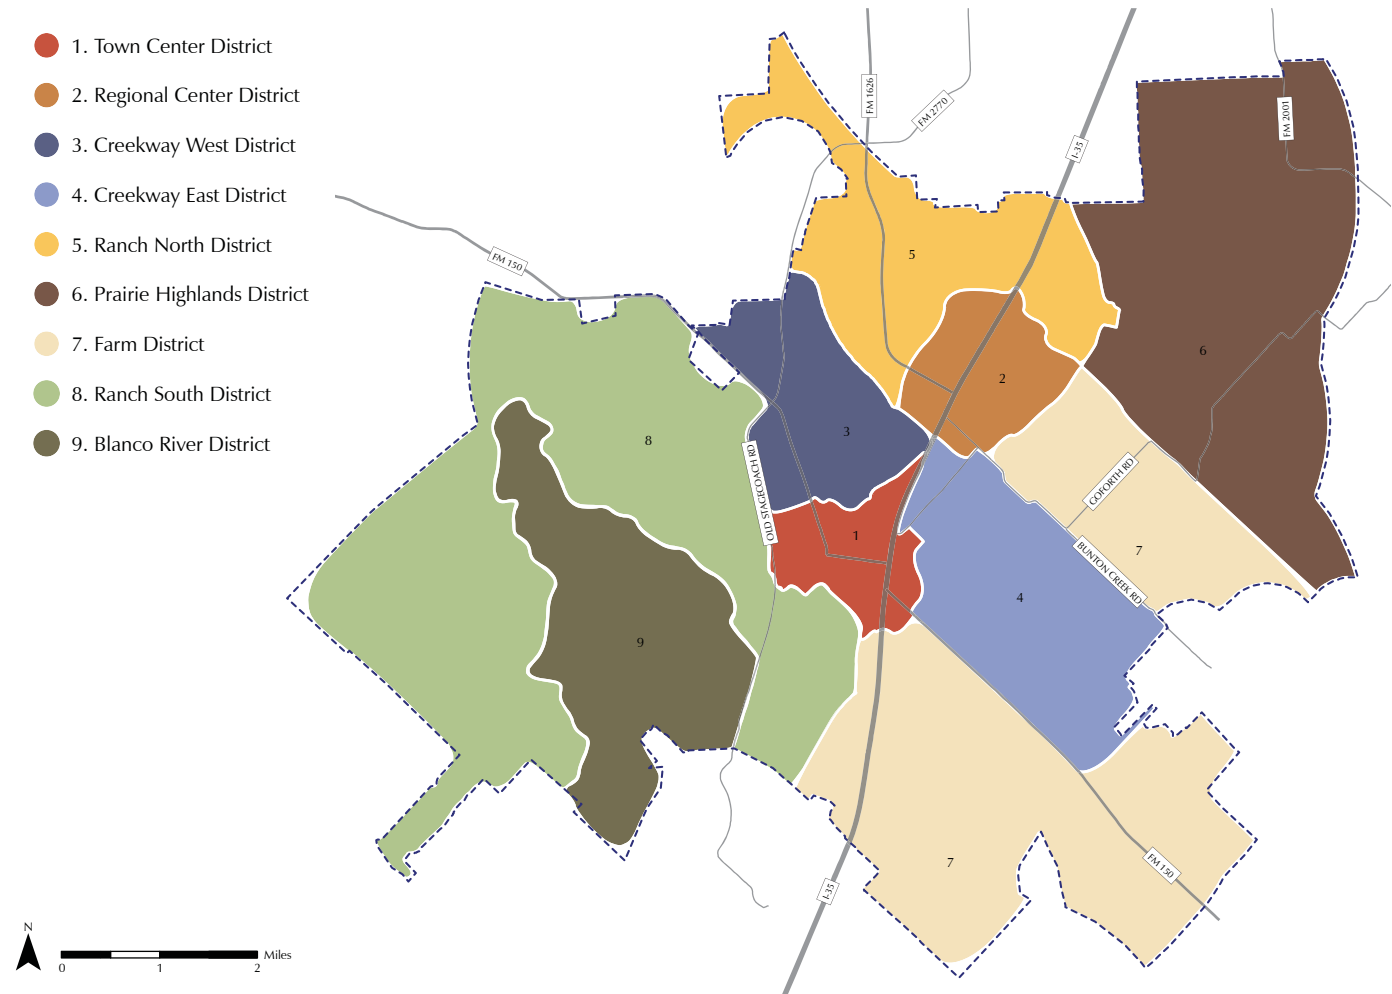 1. Town Center District
2. Regional Center District
3. Creekway West District
4. Creekway East District
5. Ranch North District
6. Prairie Highlands District
7. Farm District
8. Ranch South District
9. Blanco River District
FM 1626
FM 2770
I-35
FM 2001
FM 150
5
6
2
3
8
OLD STAGECOACH RD
GOFORTH RD
1
7
BUNTON CREEK RD
4
9
7
FM 150
I-35
N
0 1 2 Miles